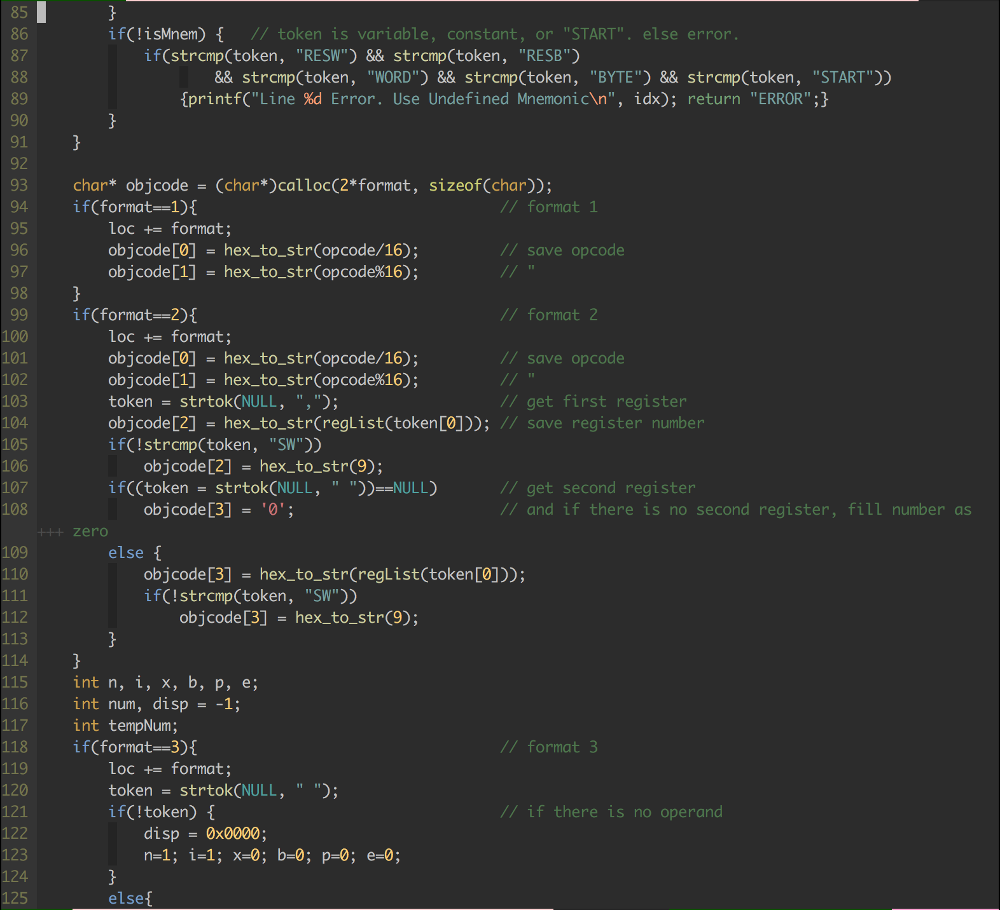 85         }
86         if(!isMnem) {   // token is variable, constant, or "START". else error.
87             if(strcmp(token, "RESW") && strcmp(token, "RESB")
88                     && strcmp(token, "WORD") && strcmp(token, "BYTE") && strcmp(token, "START"))
89                 {printf("Line %d Error. Use Undefined Mnemonic\n", idx); return "ERROR";}
90         }
91     }
92
93     char* objcode = (char*)calloc(2*format, sizeof(char));
94     if(format==1){                                  // format 1
95         loc += format;
96         objcode[0] = hex_to_str(opcode/16);         // save opcode
97         objcode[1] = hex_to_str(opcode%16);         // "
98     }
99     if(format==2){                                  // format 2
100         loc += format;
101         objcode[0] = hex_to_str(opcode/16);         // save opcode
102         objcode[1] = hex_to_str(opcode%16);         // "
103         token = strtok(NULL, ",");                  // get first register
104         objcode[2] = hex_to_str(regList(token[0])); // save register number
105         if(!strcmp(token, "SW"))
106             objcode[2] = hex_to_str(9);
107         if((token = strtok(NULL, " "))==NULL)       // get second register
108             objcode[3] = '0';                       // and if there is no second register, fill number as
+++ zero
109         else {
110             objcode[3] = hex_to_str(regList(token[0]));
111             if(!strcmp(token, "SW"))
112                 objcode[3] = hex_to_str(9);
113         }
114     }
115     int n, i, x, b, p, e;
116     int num, disp = -1;
117     int tempNum;
118     if(format==3){                                  // format 3
119         loc += format;
120         token = strtok(NULL, " ");
121         if(!token) {                                // if there is no operand
122             disp = 0x0000;
123             n=1; i=1; x=0; b=0; p=0; e=0;
124         }
125         else{